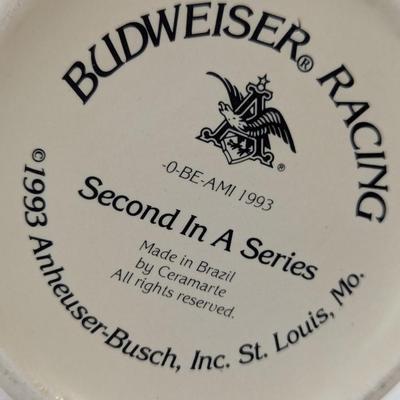 BUDWEISER® RACING
A
®
-0-BE-AMI 1993
Second In A Series
Made in Brazil
by Ceramarte
All rights reserved.
©1993 Anheuser-Busch, Inc. St. Louis, Mo.